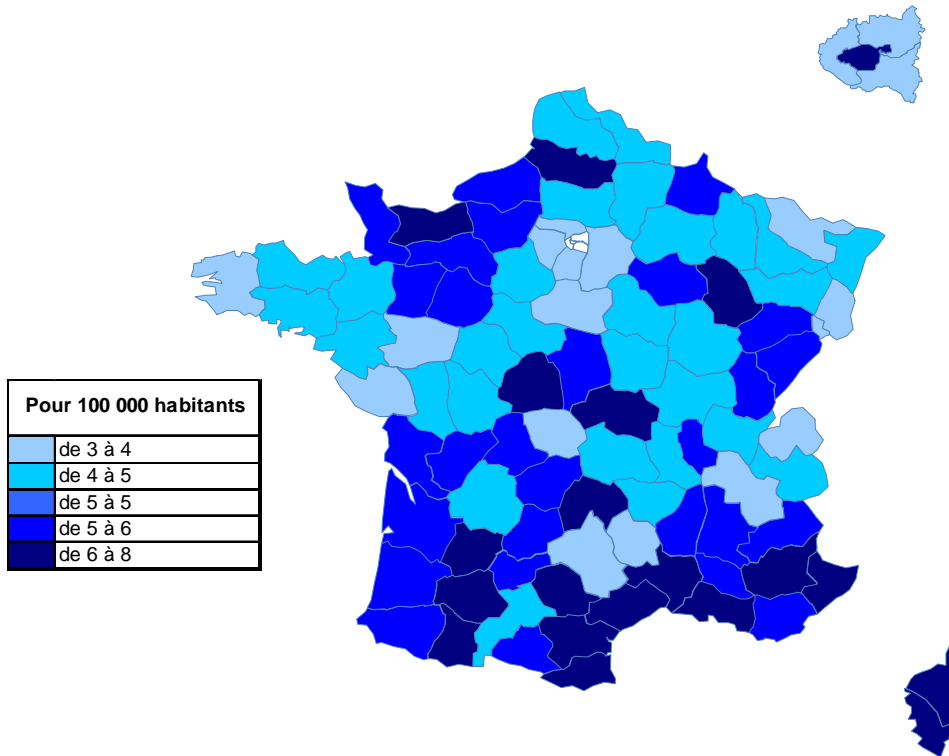 Pour 100 000 habitants
de 3 à 4
de 4 à 5
de 5 à 5
de 5 à 6
de 6 à 8